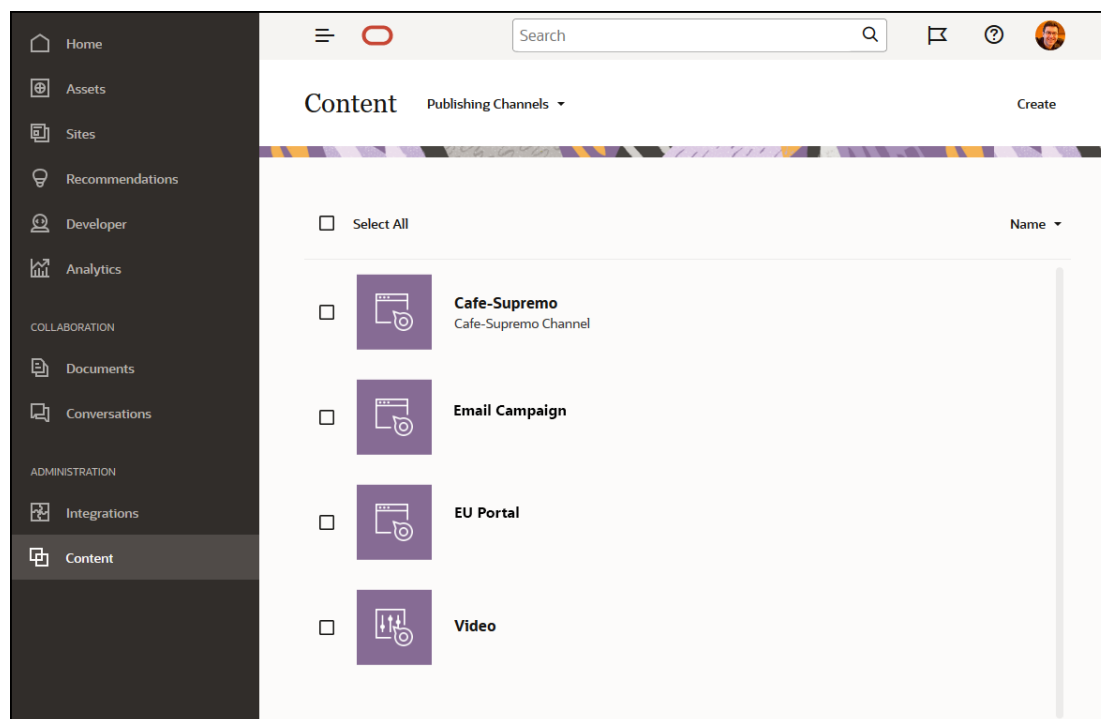 Home
Assets
Sites
Recommendations
Developer
Analytics
COLLABORATION
Documents
Conversations
ADMINISTRATION
Integrations
Content
Search
Content Publishing Channels Create
Select All Name
Cafe-Supremo
Cafe-Supremo Channel
Email Campaign
EU Portal
Video